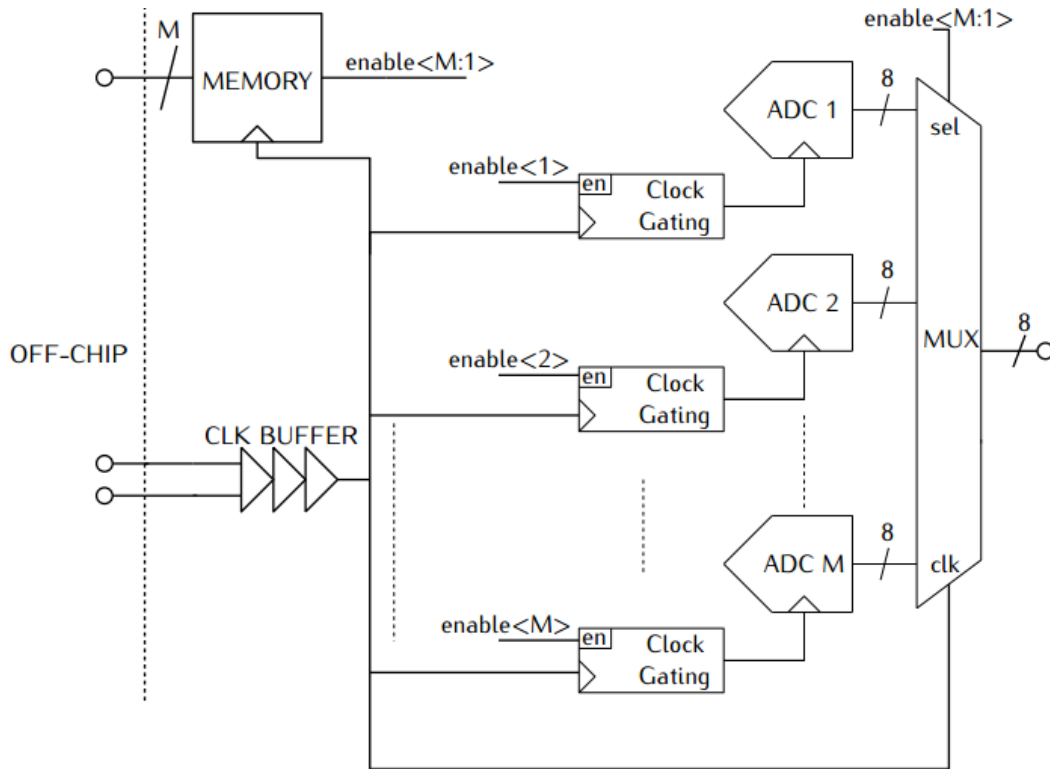 enable<M:1>
M
MEMORY
enable<M:1>
8
ADC 1
sel
enable<1>
en
Clock
Gating
8
ADC 2
8
MUX
OFF-CHIP
enable<2>
en
Clock
Gating
CLK BUFFER
8
ADC M
clk
enable<M>
en
Clock
Gating